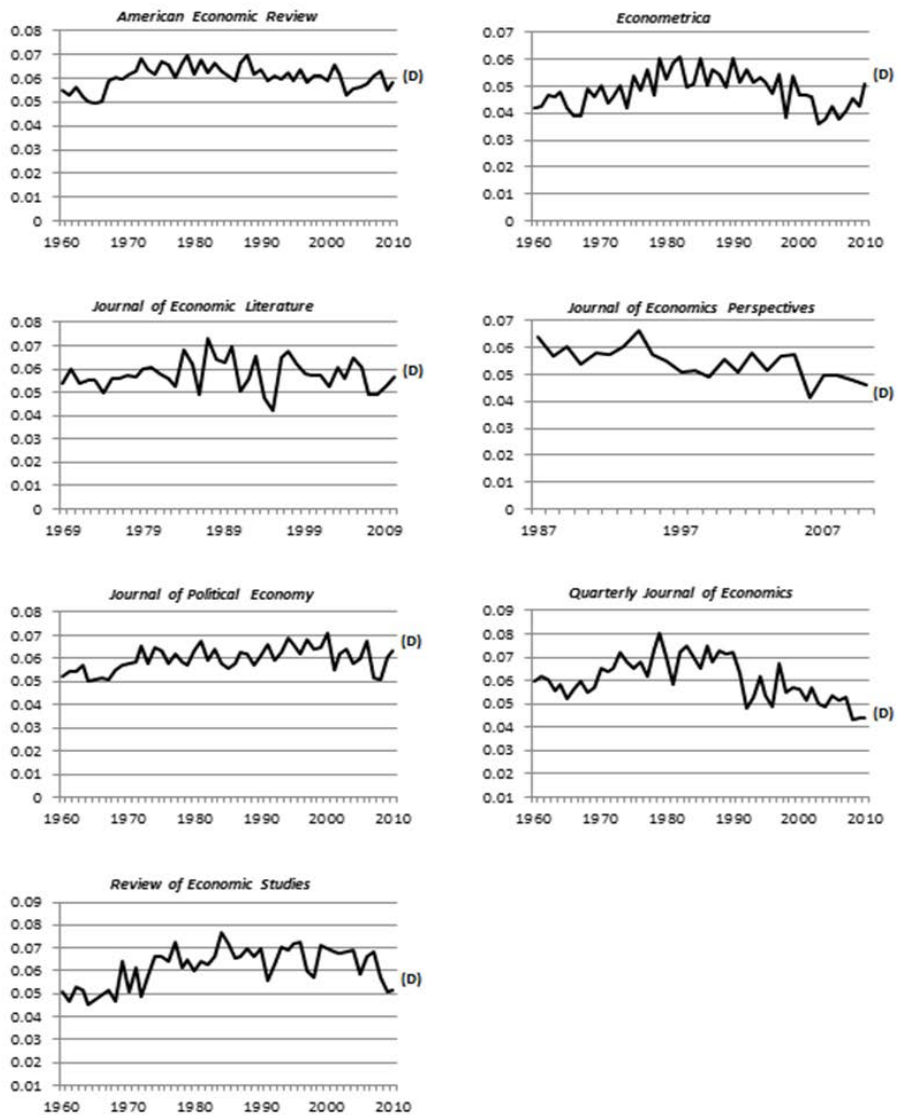 American Economic Review
0.08
0.07
0.06
0.05
0.04
0.03
0.02
0.01
0
(D)
1960 1970 1980 1990 2000 2010
Econometrica
0.07
0.06
0.05
0.04
0.03
0.02
0.01
0
(D)
1960 1970 1980 1990 2000 2010
Journal of Economic Literature
0.08
0.07
0.06
0.05
0.04
0.03
0.02
0.01
0
(D)
1969 1979 1989 1999 2009
Journal of Economics Perspectives
0.07
0.06
0.05
0.04
0.03
0.02
0.01
0
(D)
1987 1997 2007
Journal of Political Economy
0.08
0.07
0.06
0.05
0.04
0.03
0.02
0.01
0
(D)
1960 1970 1980 1990 2000 2010
Quarterly Journal of Economics
0.09
0.08
0.07
0.06
0.05
0.04
0.03
0.02
0.01
(D)
1960 1970 1980 1990 2000 2010
Review of Economic Studies
0.09
0.08
0.07
0.06
0.05
0.04
0.03
0.02
0.01
(D)
1960 1970 1980 1990 2000 2010